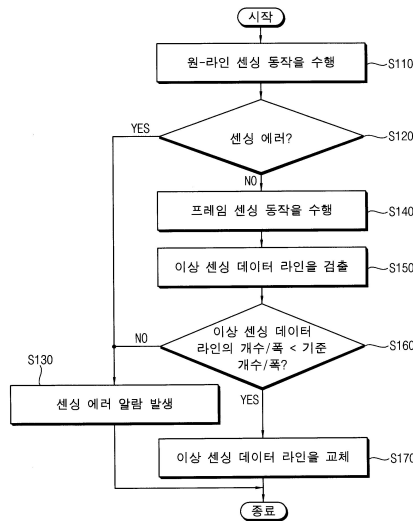 시작
원-라인 센싱 동작을 수행
S110
YES
센싱 에러?
S120
NO
프레임 센싱 동작을 수행
S140
이상 센싱 데이터 라인을 검출
S150
NO
이상 센싱 데이터
라인의 개수/폭 < 기준
개수/폭?
S160
S130
YES
센싱 에러 알람 발생
이상 센싱 데이터 라인을 교체
S170
종료